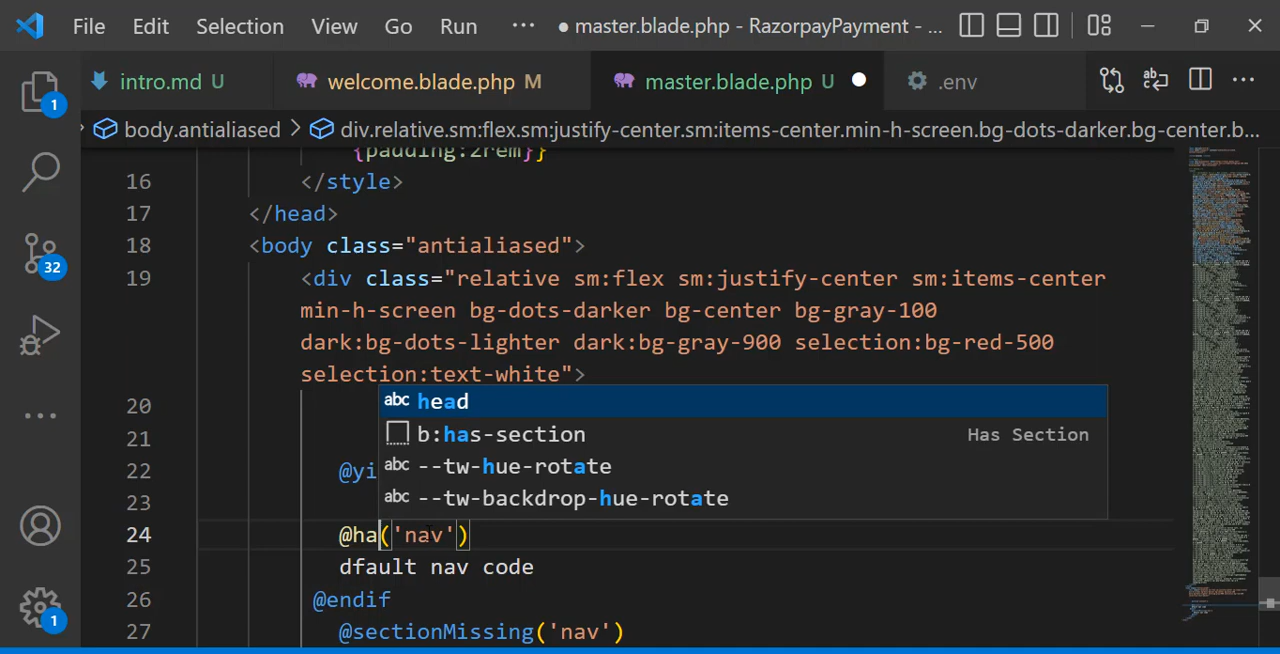 File Edit Selection View Go Run ··· ● master.blade.php - RazorpayPayment - ...
intro.md U welcome.blade.php M master.blade.php U .env ···
body.antialiased > div.relative.sm:flex.sm:justify-center.sm:items-center.min-h-screen.bg-dots-darker.bg-center.b...
1
{padding:2rem}}
16 </style>
17 </head>
18 <body class="antialiased">
32
19 <div class="relative sm:flex sm:justify-center sm:items-center
min-h-screen bg-dots-darker bg-center bg-gray-100
dark:bg-dots-lighter dark:bg-gray-900 selection:bg-red-500
selection:text-white">
20 abc head
21 b:has-section Has Section
22 @yi abc --tw-hue-rotate
23 abc --tw-backdrop-hue-rotate
24 @ha('nav')
25 dfault nav code
26 @endif
27 @sectionMissing('nav')
1